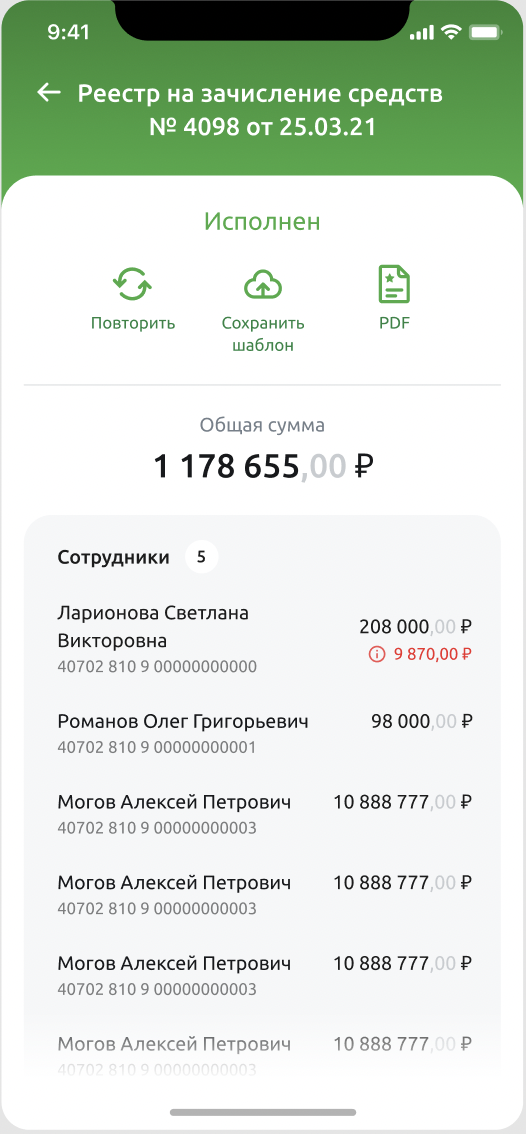 9:41
Реестр на зачисление средств
№ 4098 от 25.03.21
Исполнен
Повторить
Сохранить
шаблон
PDF
Общая сумма
1 178 655,00 ₽
Сотрудники 5
Ларионова Светлана
Викторовна
208 000,00 ₽
40702 810 9 00000000000
9 870,00 ₽
Романов Олег Григорьевич 98 000,00 ₽
40702 810 9 00000000001
Могов Алексей Петрович 10 888 777,00 ₽
40702 810 9 00000000003
Могов Алексей Петрович 10 888 777,00 ₽
40702 810 9 00000000003
Могов Алексей Петрович 10 888 777,00 ₽
40702 810 9 00000000003
Могов Алексей Петрович 10 888 777,00 ₽
40702 810 9 00000000003